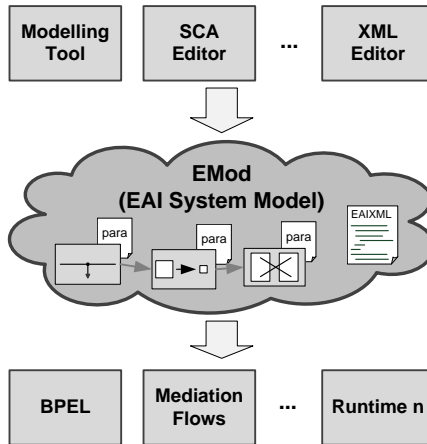 Modelling
Tool
SCA
Editor
...
XML
Editor
EMod
(EAI System Model)
para
para
para
EAIXML
BPEL
Mediation
Flows
...
Runtime n